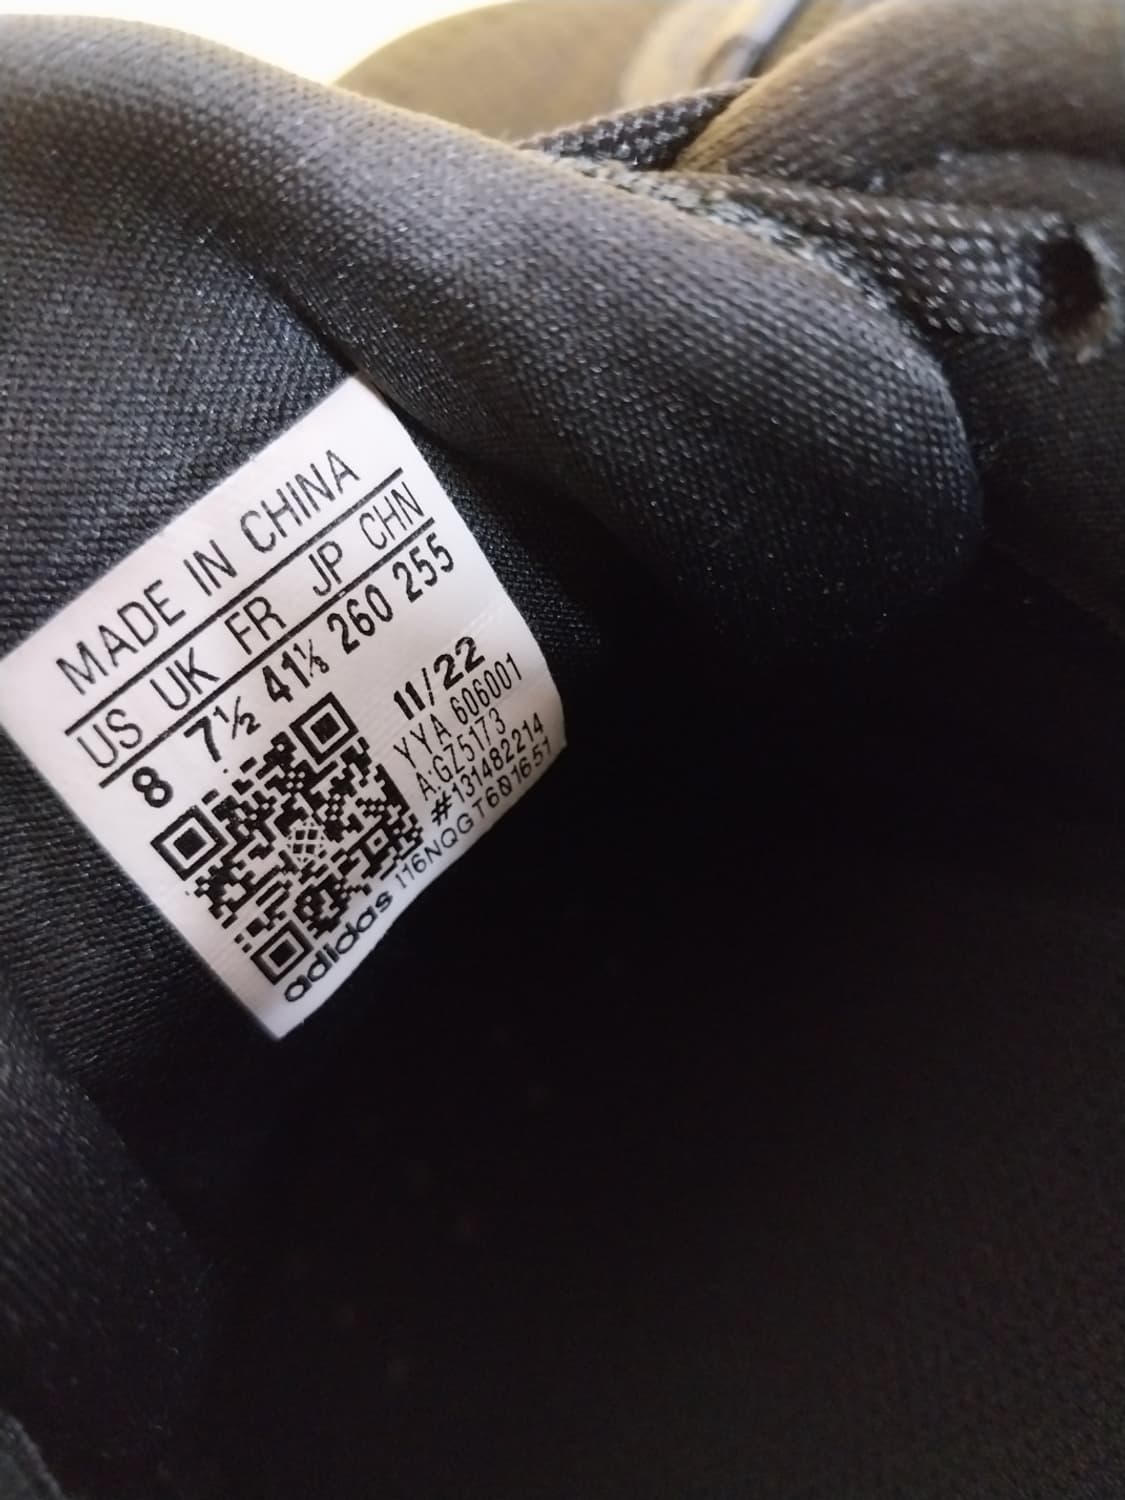 MADE IN CHINA
US UK FR JP CHN
8 7½ 41⅓ 260 255
11/22
YYA 606001
A:GZ5173
#131482214
adidas I16NQGT6Q1651